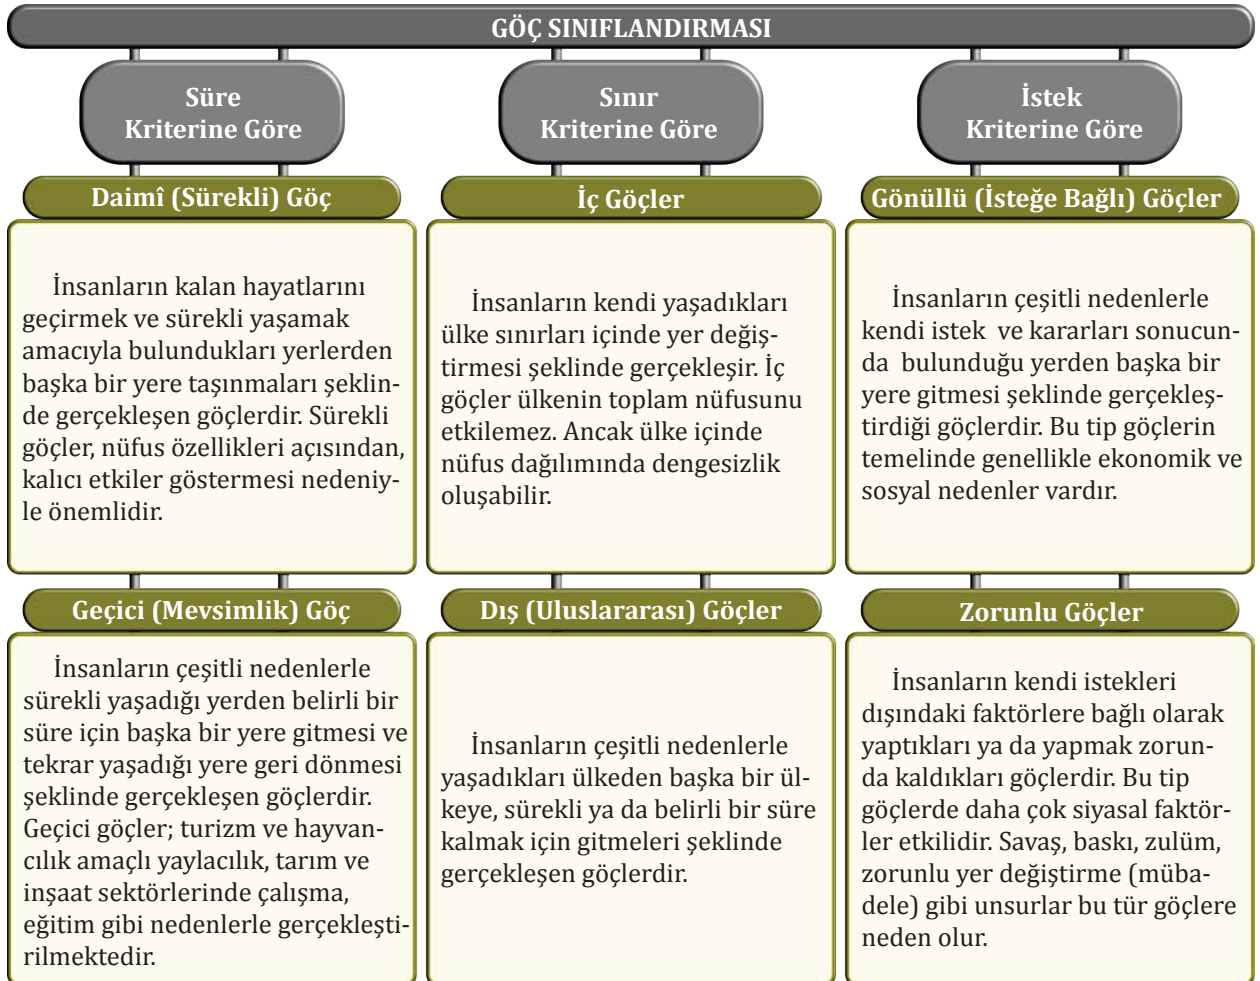 GÖÇ SINIFLANDIRMASI
Süre
Kriterine Göre
Daimî (Sürekli) Göç
İnsanların kalan hayatlarını
geçirmek ve sürekli yaşamak
amacıyla bulundukları yerlerden
başka bir yere taşınmaları şeklin-
de gerçekleşen göçlerdir. Sürekli
göçler, nüfus özellikleri açısından,
kalıcı etkiler göstermesi nedeniy-
le önemlidir.
Geçici (Mevsimlik) Göç
İnsanların çeşitli nedenlerle
sürekli yaşadığı yerden belirli bir
süre için başka bir yere gitmesi ve
tekrar yaşadığı yere geri dönmesi
şeklinde gerçekleşen göçlerdir.
Geçici göçler; turizm ve hayvan-
cılık amaçlı yaylacılık, tarım ve
inşaat sektörlerinde çalışma,
eğitim gibi nedenlerle gerçekleşti-
rilmektedir.
Sınır
Kriterine Göre
İç Göçler
İnsanların kendi yaşadıkları
ülke sınırları içinde yer değiş-
tirmesi şeklinde gerçekleşir. İç
göçler ülkenin toplam nüfusunu
etkilemez. Ancak ülke içinde
nüfus dağılımında dengesizlik
oluşabilir.
Dış (Uluslararası) Göçler
İnsanların çeşitli nedenlerle
yaşadıkları ülkeden başka bir ül-
keye, sürekli ya da belirli bir süre
kalmak için gitmeleri şeklinde
gerçekleşen göçlerdir.
İstek
Kriterine Göre
Gönüllü (İsteğe Bağlı) Göçler
İnsanların çeşitli nedenlerle
kendi istek ve kararları sonucun-
da bulunduğu yerden başka bir
yere gitmesi şeklinde gerçekleş-
tirdiği göçlerdir. Bu tip göçlerin
temelinde genellikle ekonomik ve
sosyal nedenler vardır.
Zorunlu Göçler
İnsanların kendi istekleri
dışındaki faktörlere bağlı olarak
yaptıkları ya da yapmak zorun-
da kaldıkları göçlerdir. Bu tip
göçlerde daha çok siyasal faktör-
ler etkilidir. Savaş, baskı, zulüm,
zorunlu yer değiştirme (müba-
dele) gibi unsurlar bu tür göçlere
neden olur.